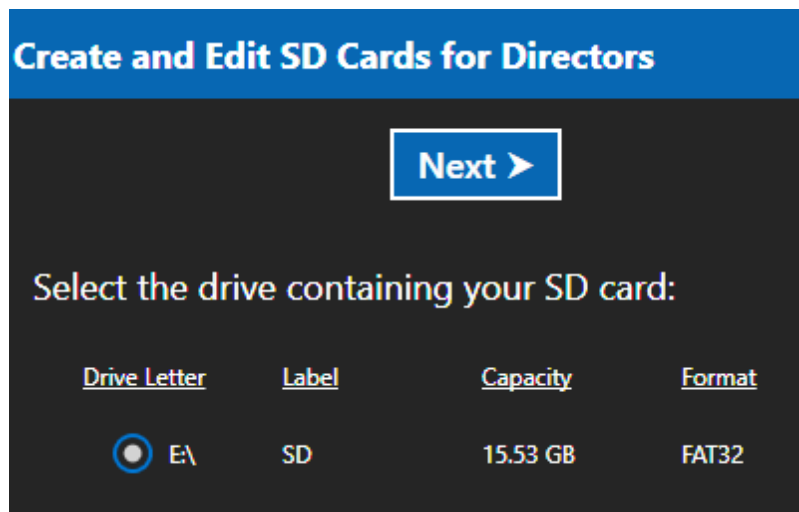 Create and Edit SD Cards for Directors
Next ➤
Select the drive containing your SD card:
Drive Letter Label Capacity Format
E:\ SD 15.53 GB FAT32